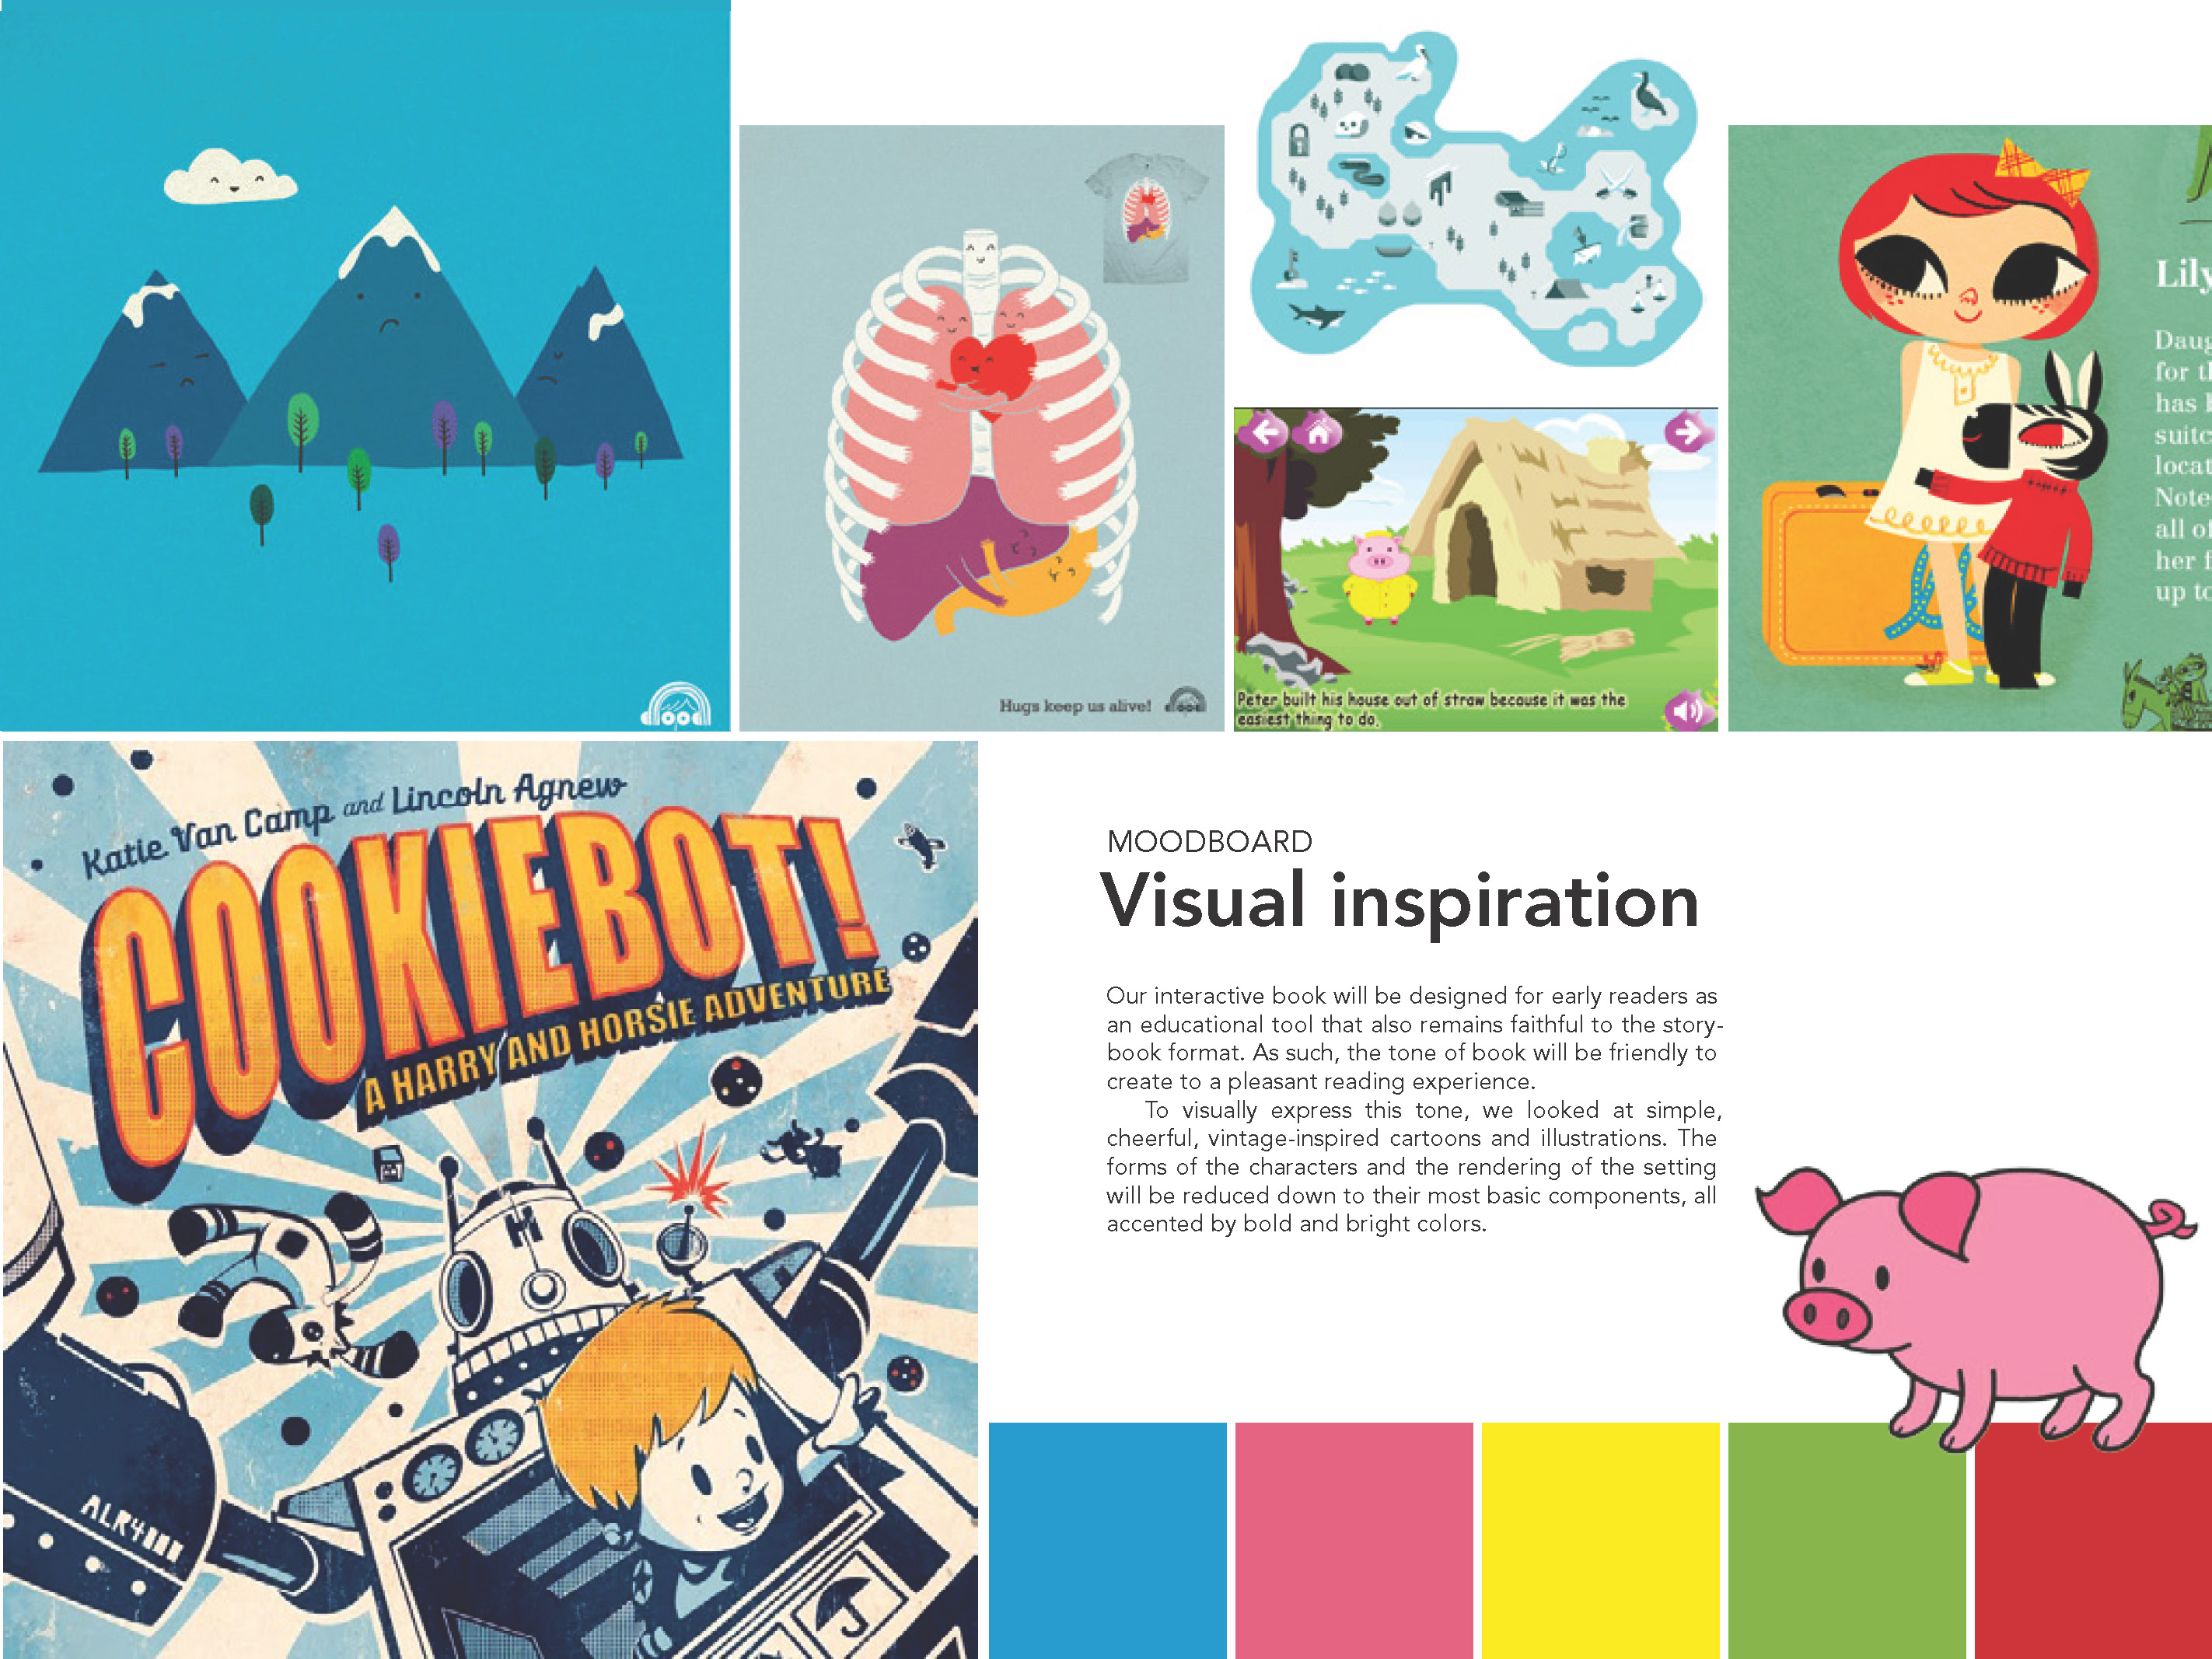 Hugs keep us alive!
Peter built his house out of straw because it was the
easiest thing to do.
Lily
Daug
for th
has b
suitc
locat
Note
all of
her f
up to
Katie Van Camp and Lincoln Agnew
COOKIEBOT!
A HARRY AND HORSIE ADVENTURE
H
ALR4
MOODBOARD
Visual inspiration
Our interactive book will be designed for early readers as
an educational tool that also remains faithful to the story-
book format. As such, the tone of book will be friendly to
create to a pleasant reading experience.
To visually express this tone, we looked at simple,
cheerful, vintage-inspired cartoons and illustrations. The
forms of the characters and the rendering of the setting
will be reduced down to their most basic components, all
accented by bold and bright colors.